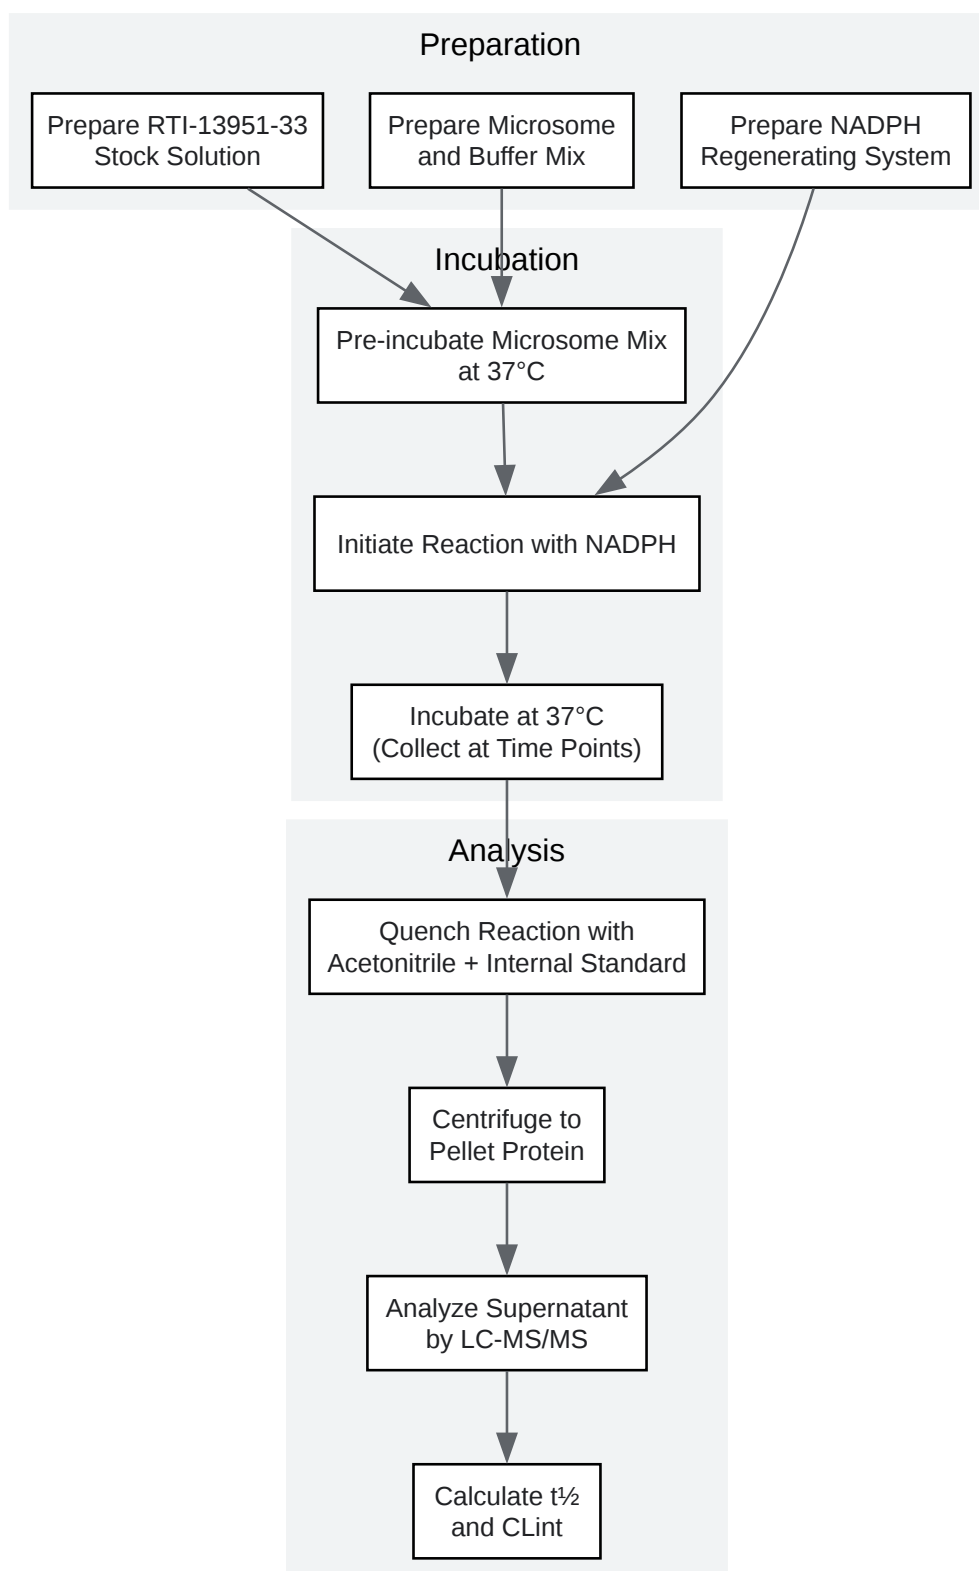 Preparation
Prepare RTI-13951-33
Stock Solution
Prepare Microsome
and Buffer Mix
Prepare NADPH
Regenerating System
Incubation
Pre-incubate Microsome Mix
at 37°C
Initiate Reaction with NADPH
Incubate at 37°C
(Collect at Time Points)
Analysis
Quench Reaction with
Acetonitrile + Internal Standard
Centrifuge to
Pellet Protein
Analyze Supernatant
by LC-MS/MS
Calculate t½
and CLint